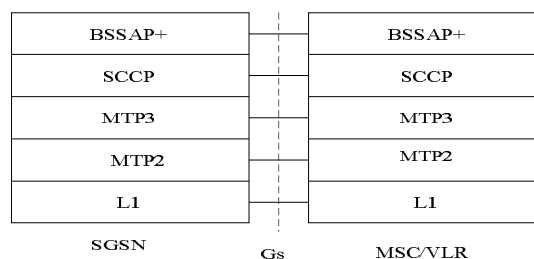 BSSAP+ BSSAP+
SCCP SCCP
MTP3 MTP3
MTP2 MTP2
L1 L1
SGSN Gs MSC/VLR